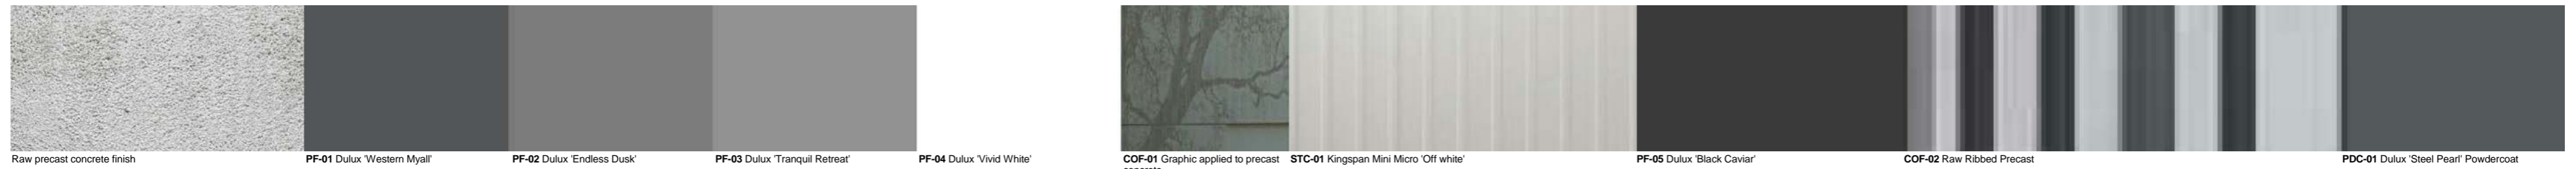 Raw precast concrete finish
PF-01 Dulux 'Western Myall'
PF-02 Dulux 'Endless Dusk'
PF-03 Dulux 'Tranquil Retreat'
PF-04 Dulux 'Vivid White'
COF-01 Graphic applied to precast
STC-01 Kingspan Mini Micro 'Off white'
PF-05 Dulux 'Black Caviar'
COF-02 Raw Ribbed Precast
PDC-01 Dulux 'Steel Pearl' Powdercoat